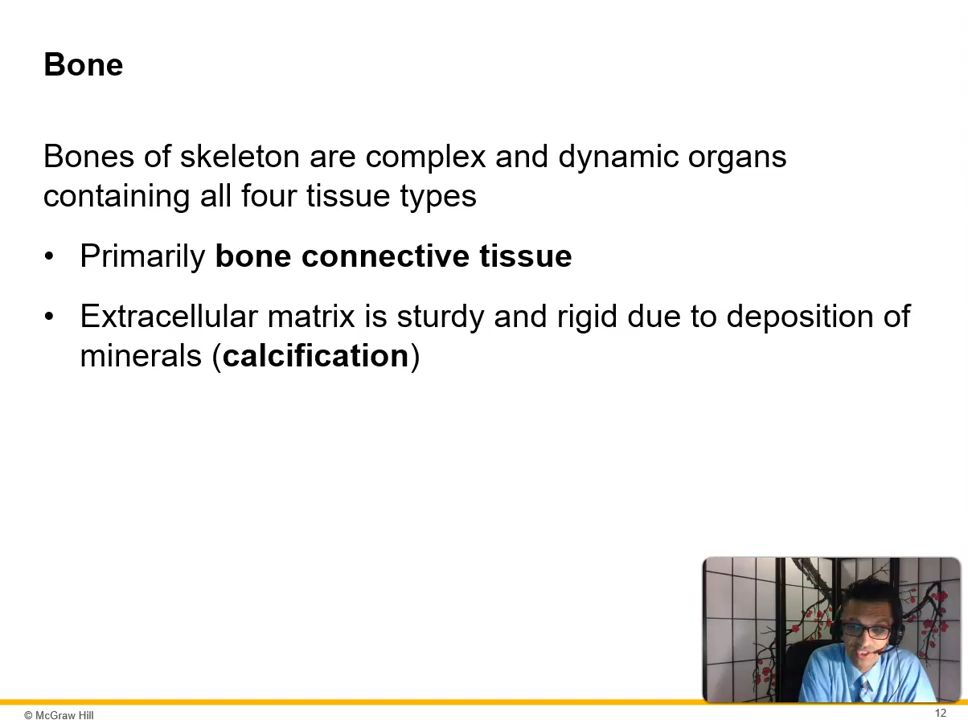 Bone
Bones of skeleton are complex and dynamic organs
containing all four tissue types
• Primarily bone connective tissue
• Extracellular matrix is sturdy and rigid due to deposition of
minerals (calcification)
© McGraw Hill
12